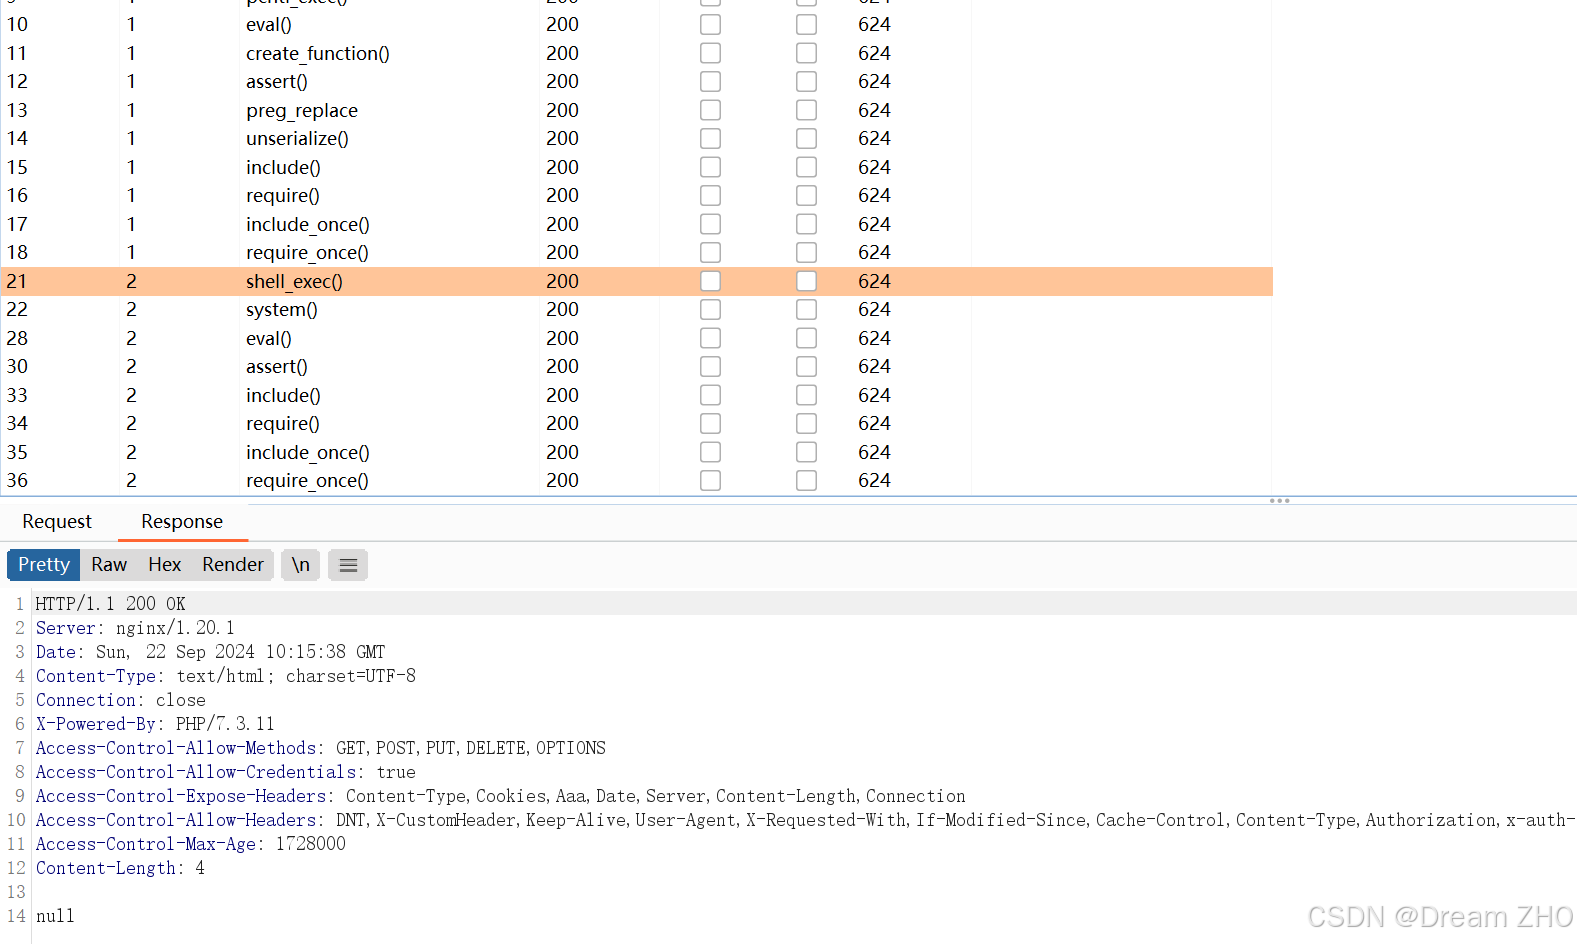 9 1 pcntl_exec() 200 624
10 1 eval() 200 624
11 1 create_function() 200 624
12 1 assert() 200 624
13 1 preg_replace 200 624
14 1 unserialize() 200 624
15 1 include() 200 624
16 1 require() 200 624
17 1 include_once() 200 624
18 1 require_once() 200 624
21 2 shell_exec() 200 624
22 2 system() 200 624
28 2 eval() 200 624
30 2 assert() 200 624
33 2 include() 200 624
34 2 require() 200 624
35 2 include_once() 200 624
36 2 require_once() 200 624
Request Response
Pretty Raw Hex Render \n
1 HTTP/1.1 200 OK
2 Server: nginx/1.20.1
3 Date: Sun, 22 Sep 2024 10:15:38 GMT
4 Content-Type: text/html; charset=UTF-8
5 Connection: close
6 X-Powered-By: PHP/7.3.11
7 Access-Control-Allow-Methods: GET,POST,PUT,DELETE,OPTIONS
8 Access-Control-Allow-Credentials: true
9 Access-Control-Expose-Headers: Content-Type,Cookies,Aaa,Date,Server,Content-Length,Connection
10 Access-Control-Allow-Headers: DNT,X-CustomHeader,Keep-Alive,User-Agent,X-Requested-With,If-Modified-Since,Cache-Control,Content-Type,Authorization,x-auth-
11 Access-Control-Max-Age: 1728000
12 Content-Length: 4
13
14 null
CSDN @Dream ZHO